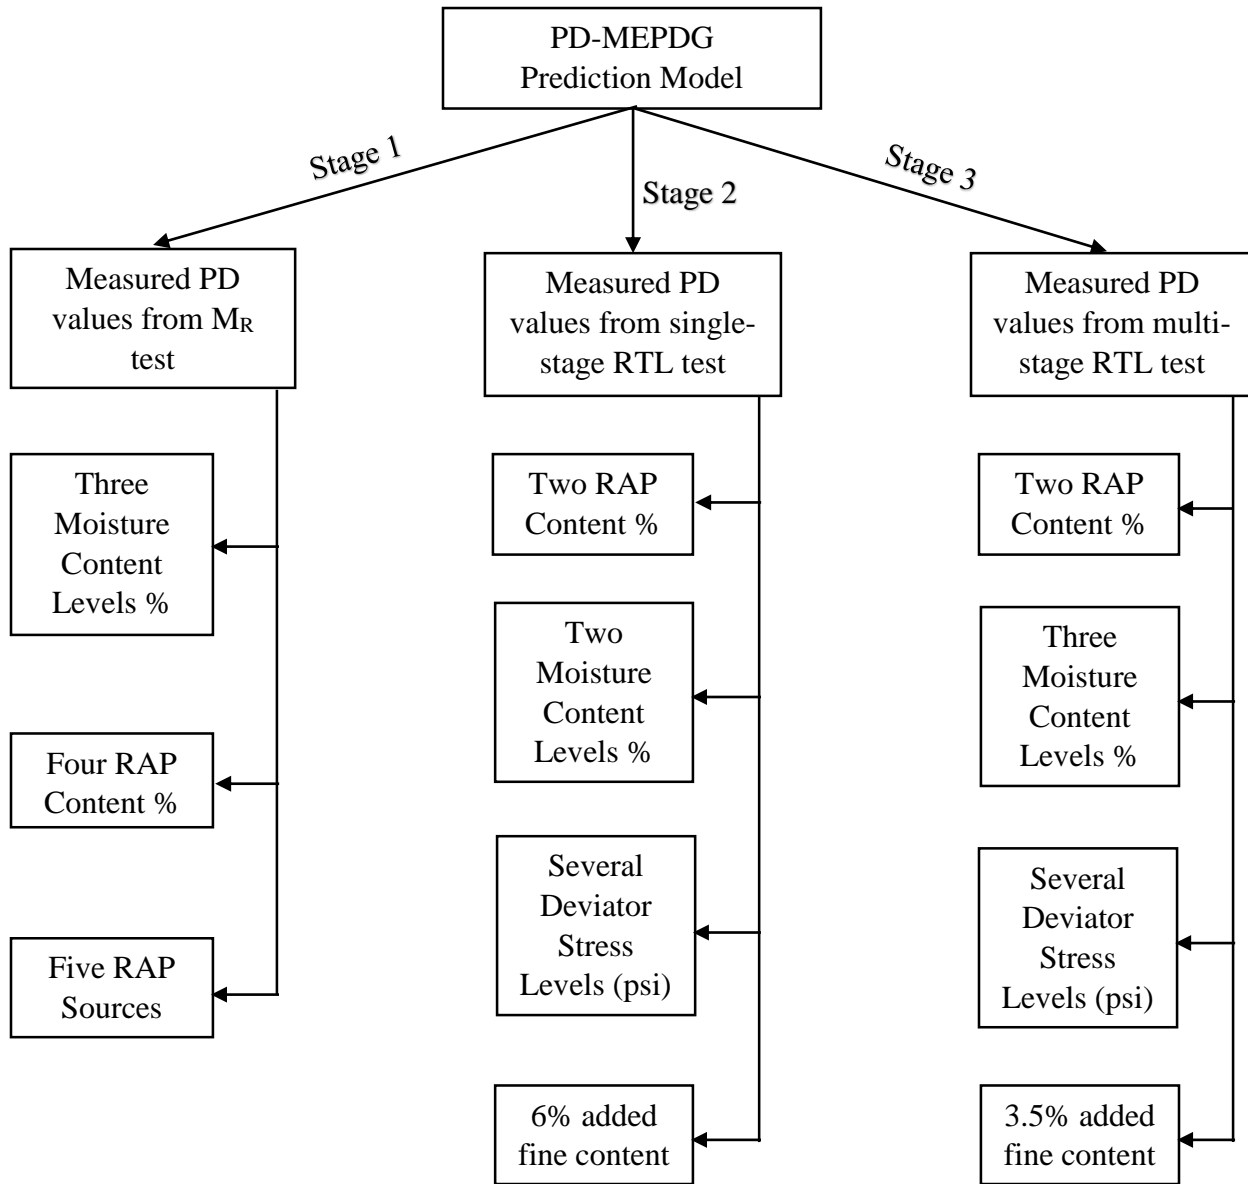 PD-MEPDG
Prediction Model
Stage 1
Stage 2
Stage 3
Measured PD
values from MR
test
Three
Moisture
Content
Levels %
Four RAP
Content %
Five RAP
Sources
Measured PD
values from single-
stage RTL test
Two RAP
Content %
Two
Moisture
Content
Levels %
Several
Deviator
Stress
Levels (psi)
6% added
fine content
Measured PD
values from multi-
stage RTL test
Two RAP
Content %
Three
Moisture
Content
Levels %
Several
Deviator
Stress
Levels (psi)
3.5% added
fine content